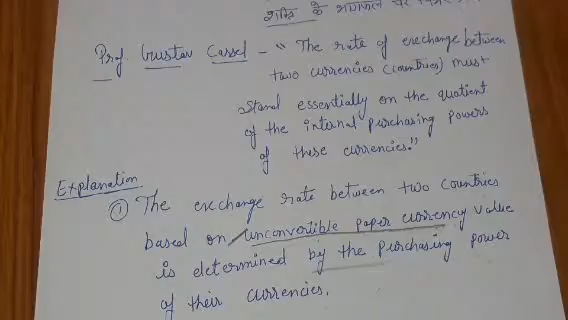 शक्ति के
Prof Gustav Cassel - "The rate of exchange between
two currencies (countries) must
stand essentially on the quotient
of the intanal purchasing powers
of these currencies."
Explanation
① The exchange rate between two countries
based on unconvertible paper currency value
is determined by the purchasing power
of their currencies.